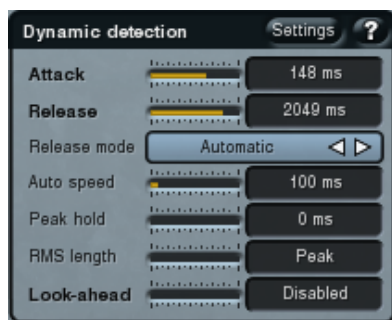 Dynamic detection Settings ?
Attack 148 ms
Release 2049 ms
Release mode Automatic
Auto speed 100 ms
Peak hold 0 ms
RMS length Peak
Look-ahead Disabled